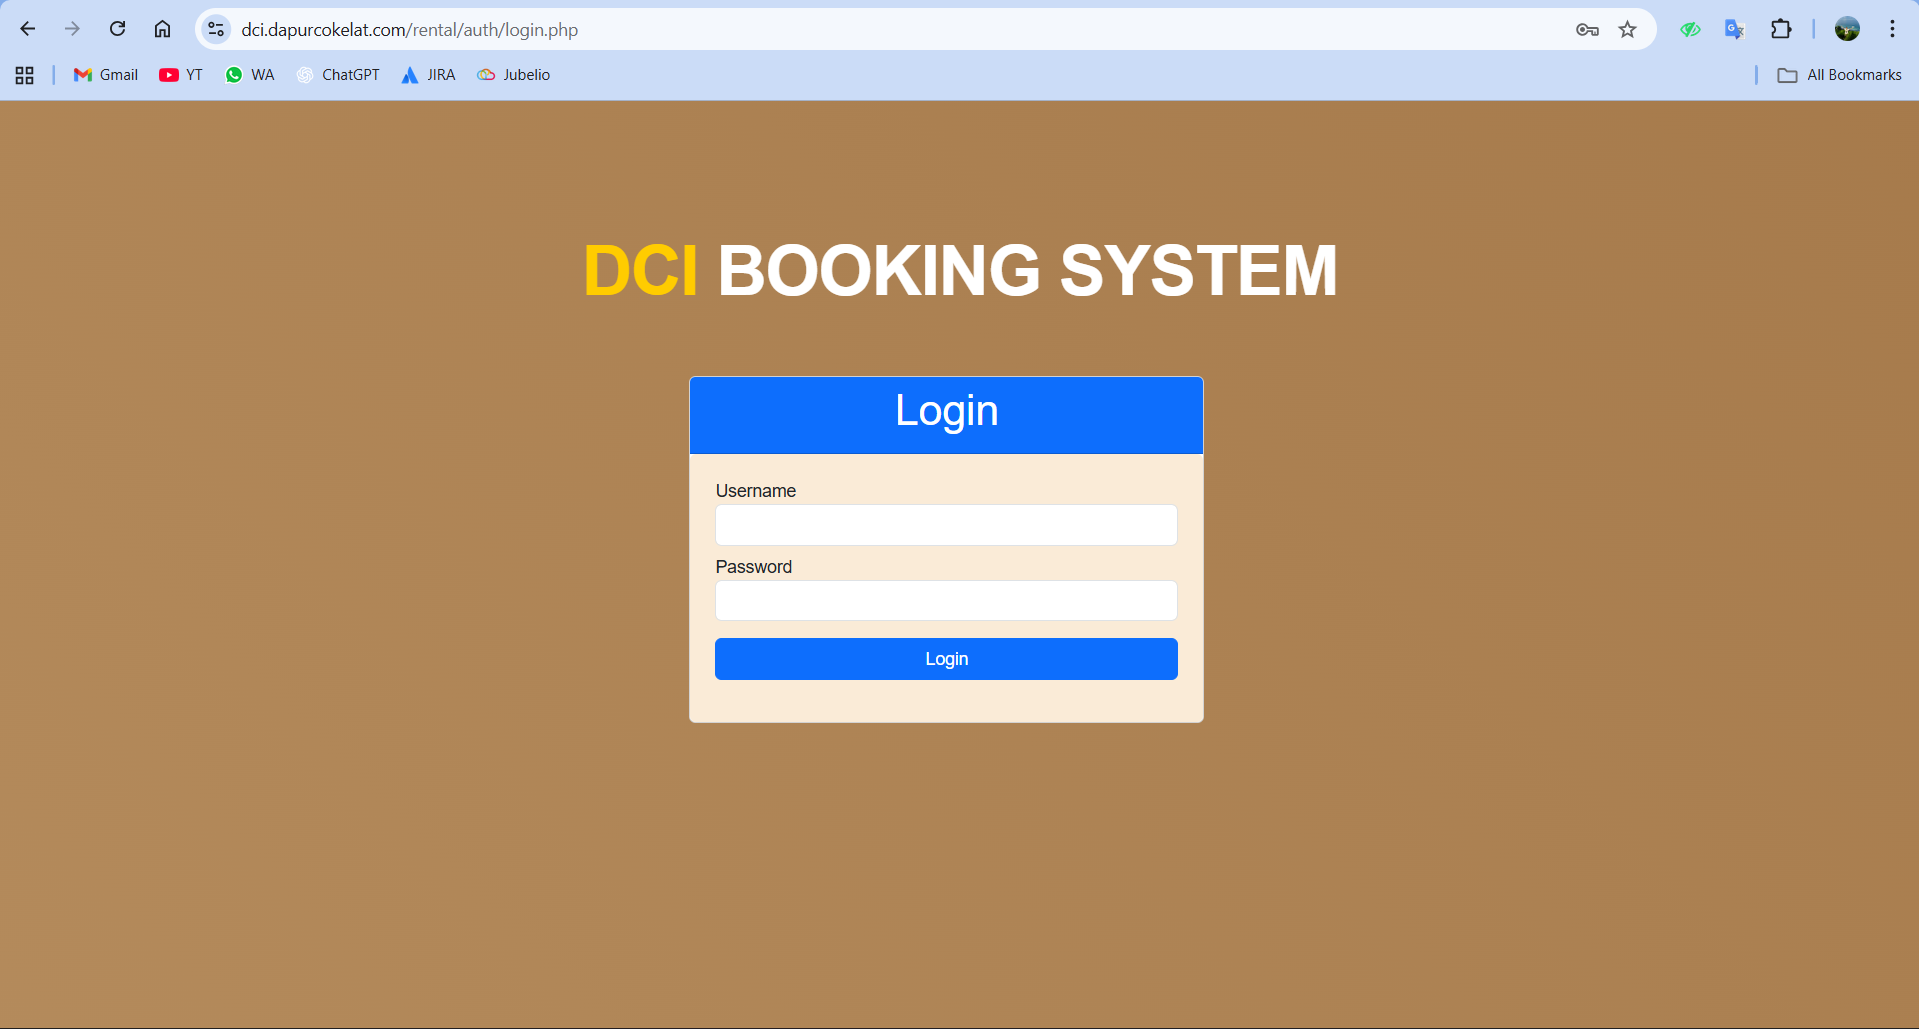 dci.dapurcokelat.com/rental/auth/login.php
Gmail YT WA ChatGPT JIRA Jubelio All Bookmarks
DCI BOOKING SYSTEM
Login
Username
Password
Login